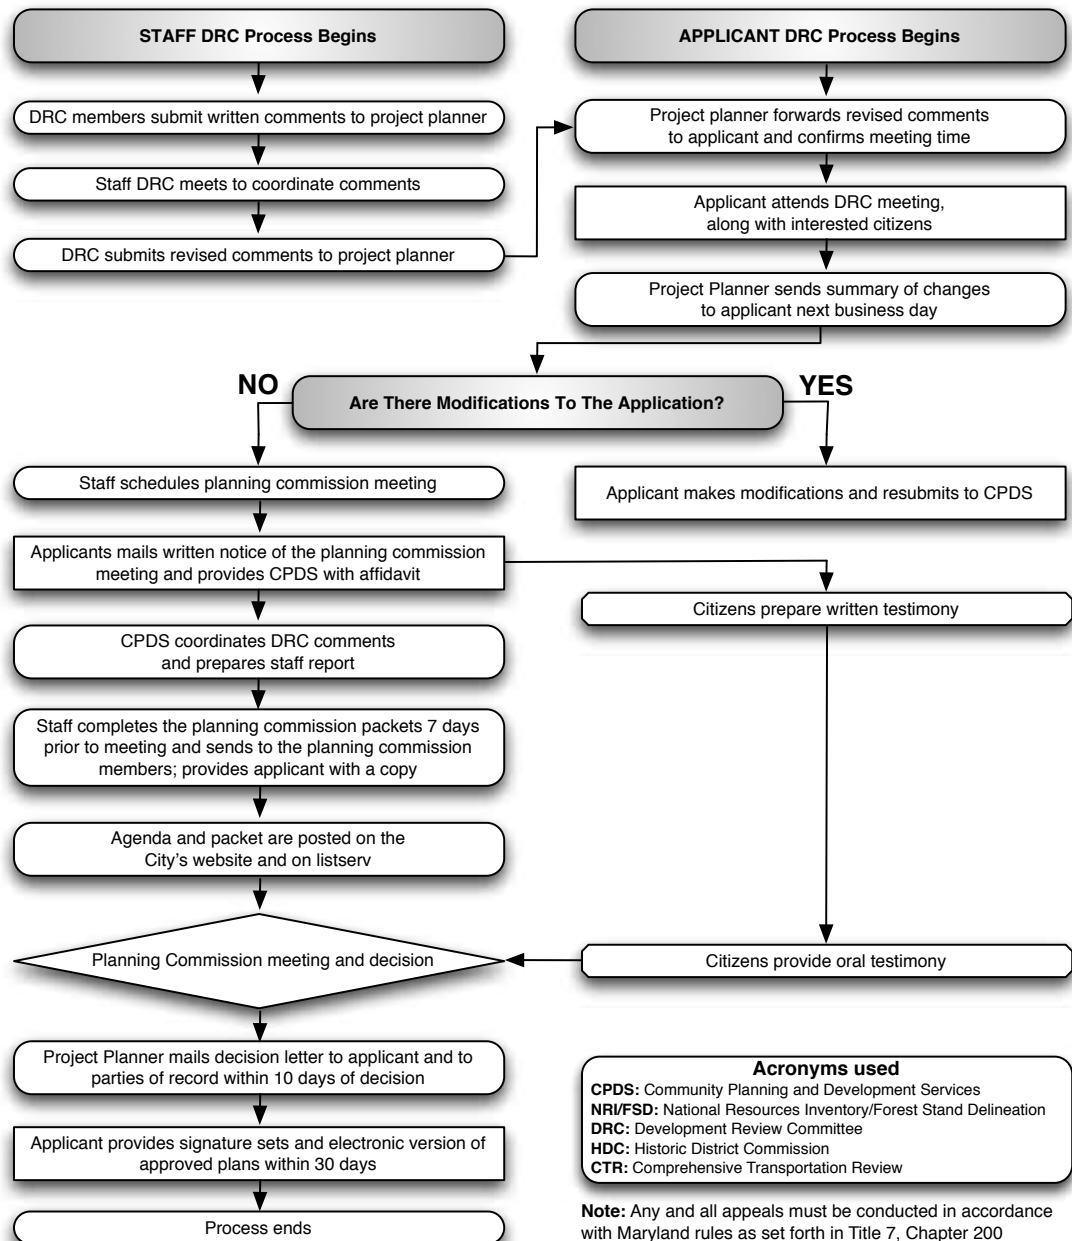 STAFF DRC Process Begins
DRC members submit written comments to project planner
Staff DRC meets to coordinate comments
DRC submits revised comments to project planner
APPLICANT DRC Process Begins
Project planner forwards revised comments
to applicant and confirms meeting time
Applicant attends DRC meeting,
along with interested citizens
Project Planner sends summary of changes
to applicant next business day
Are There Modifications To The Application?
NO
YES
Staff schedules planning commission meeting
Applicant makes modifications and resubmits to CPDS
Applicants mails written notice of the planning commission
meeting and provides CPDS with affidavit
Citizens prepare written testimony
CPDS coordinates DRC comments
and prepares staff report
Staff completes the planning commission packets 7 days
prior to meeting and sends to the planning commission
members; provides applicant with a copy
Agenda and packet are posted on the
City’s website and on listserv
Planning Commission meeting and decision
Citizens provide oral testimony
Project Planner mails decision letter to applicant and to
parties of record within 10 days of decision
Applicant provides signature sets and electronic version of
approved plans within 30 days
Process ends
Acronyms used
CPDS: Community Planning and Development Services
NRI/FSD: National Resources Inventory/Forest Stand Delineation
DRC: Development Review Committee
HDC: Historic District Commission
CTR: Comprehensive Transportation Review
Note: Any and all appeals must be conducted in accordance
with Maryland rules as set forth in Title 7, Chapter 200